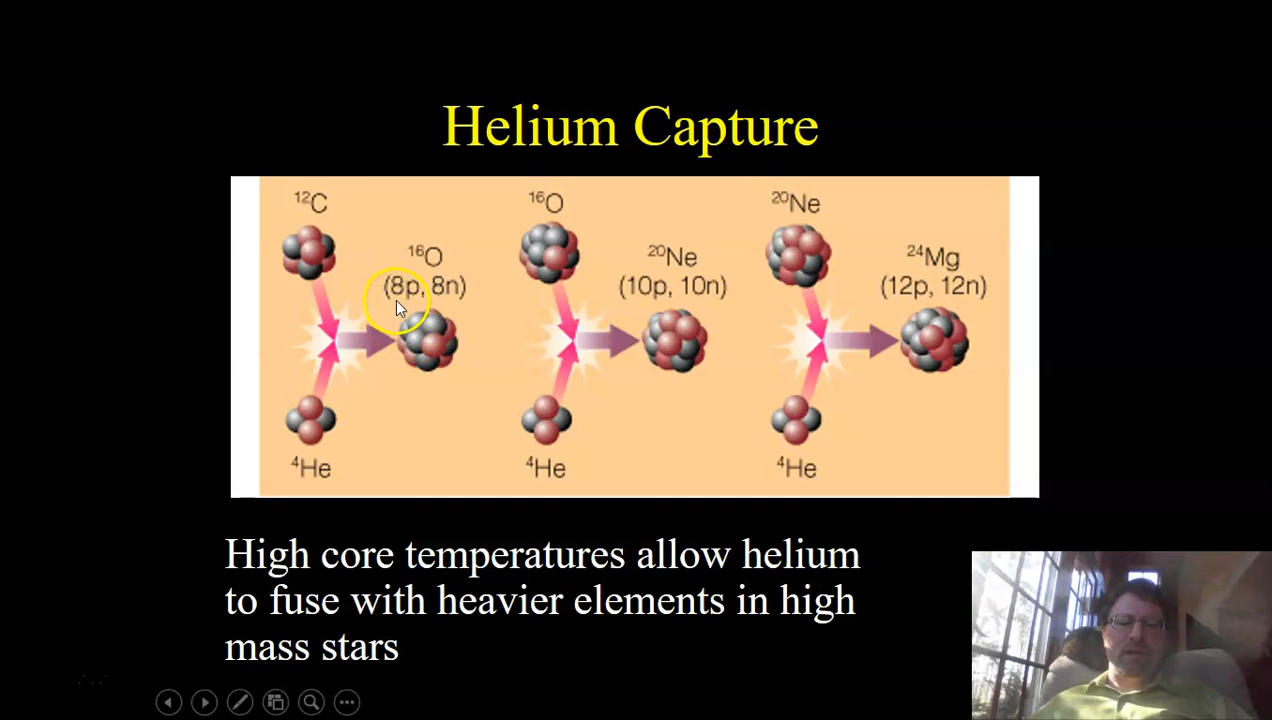 Helium Capture
¹²C
¹⁶O
²⁰Ne
¹⁶O
(8p, 8n)
²⁰Ne
(10p, 10n)
²⁴Mg
(12p, 12n)
⁴He
⁴He
⁴He
High core temperatures allow helium
to fuse with heavier elements in high
mass stars